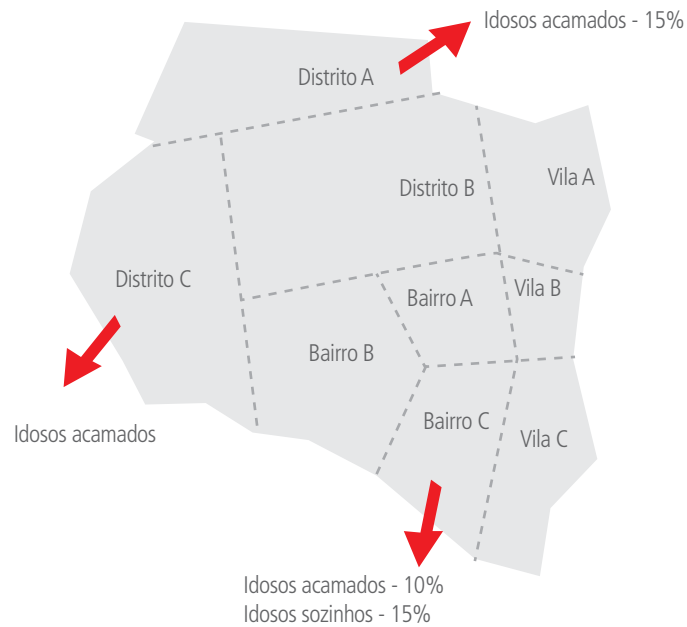 Idosos acamados - 15%
Distrito A
Distrito B
Vila A
Distrito C
Vila B
Bairro A
Bairro B
Bairro C
Vila C
Idosos acamados
Idosos acamados - 10%
Idosos sozinhos - 15%